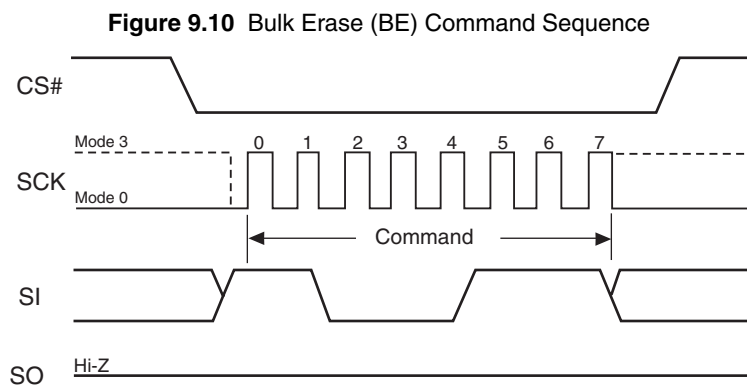 Figure 9.10 Bulk Erase (BE) Command Sequence
CS#
Mode 3
0 1 2 3 4 5 6 7
SCK
Mode 0
Command
SI
Hi-Z
SO